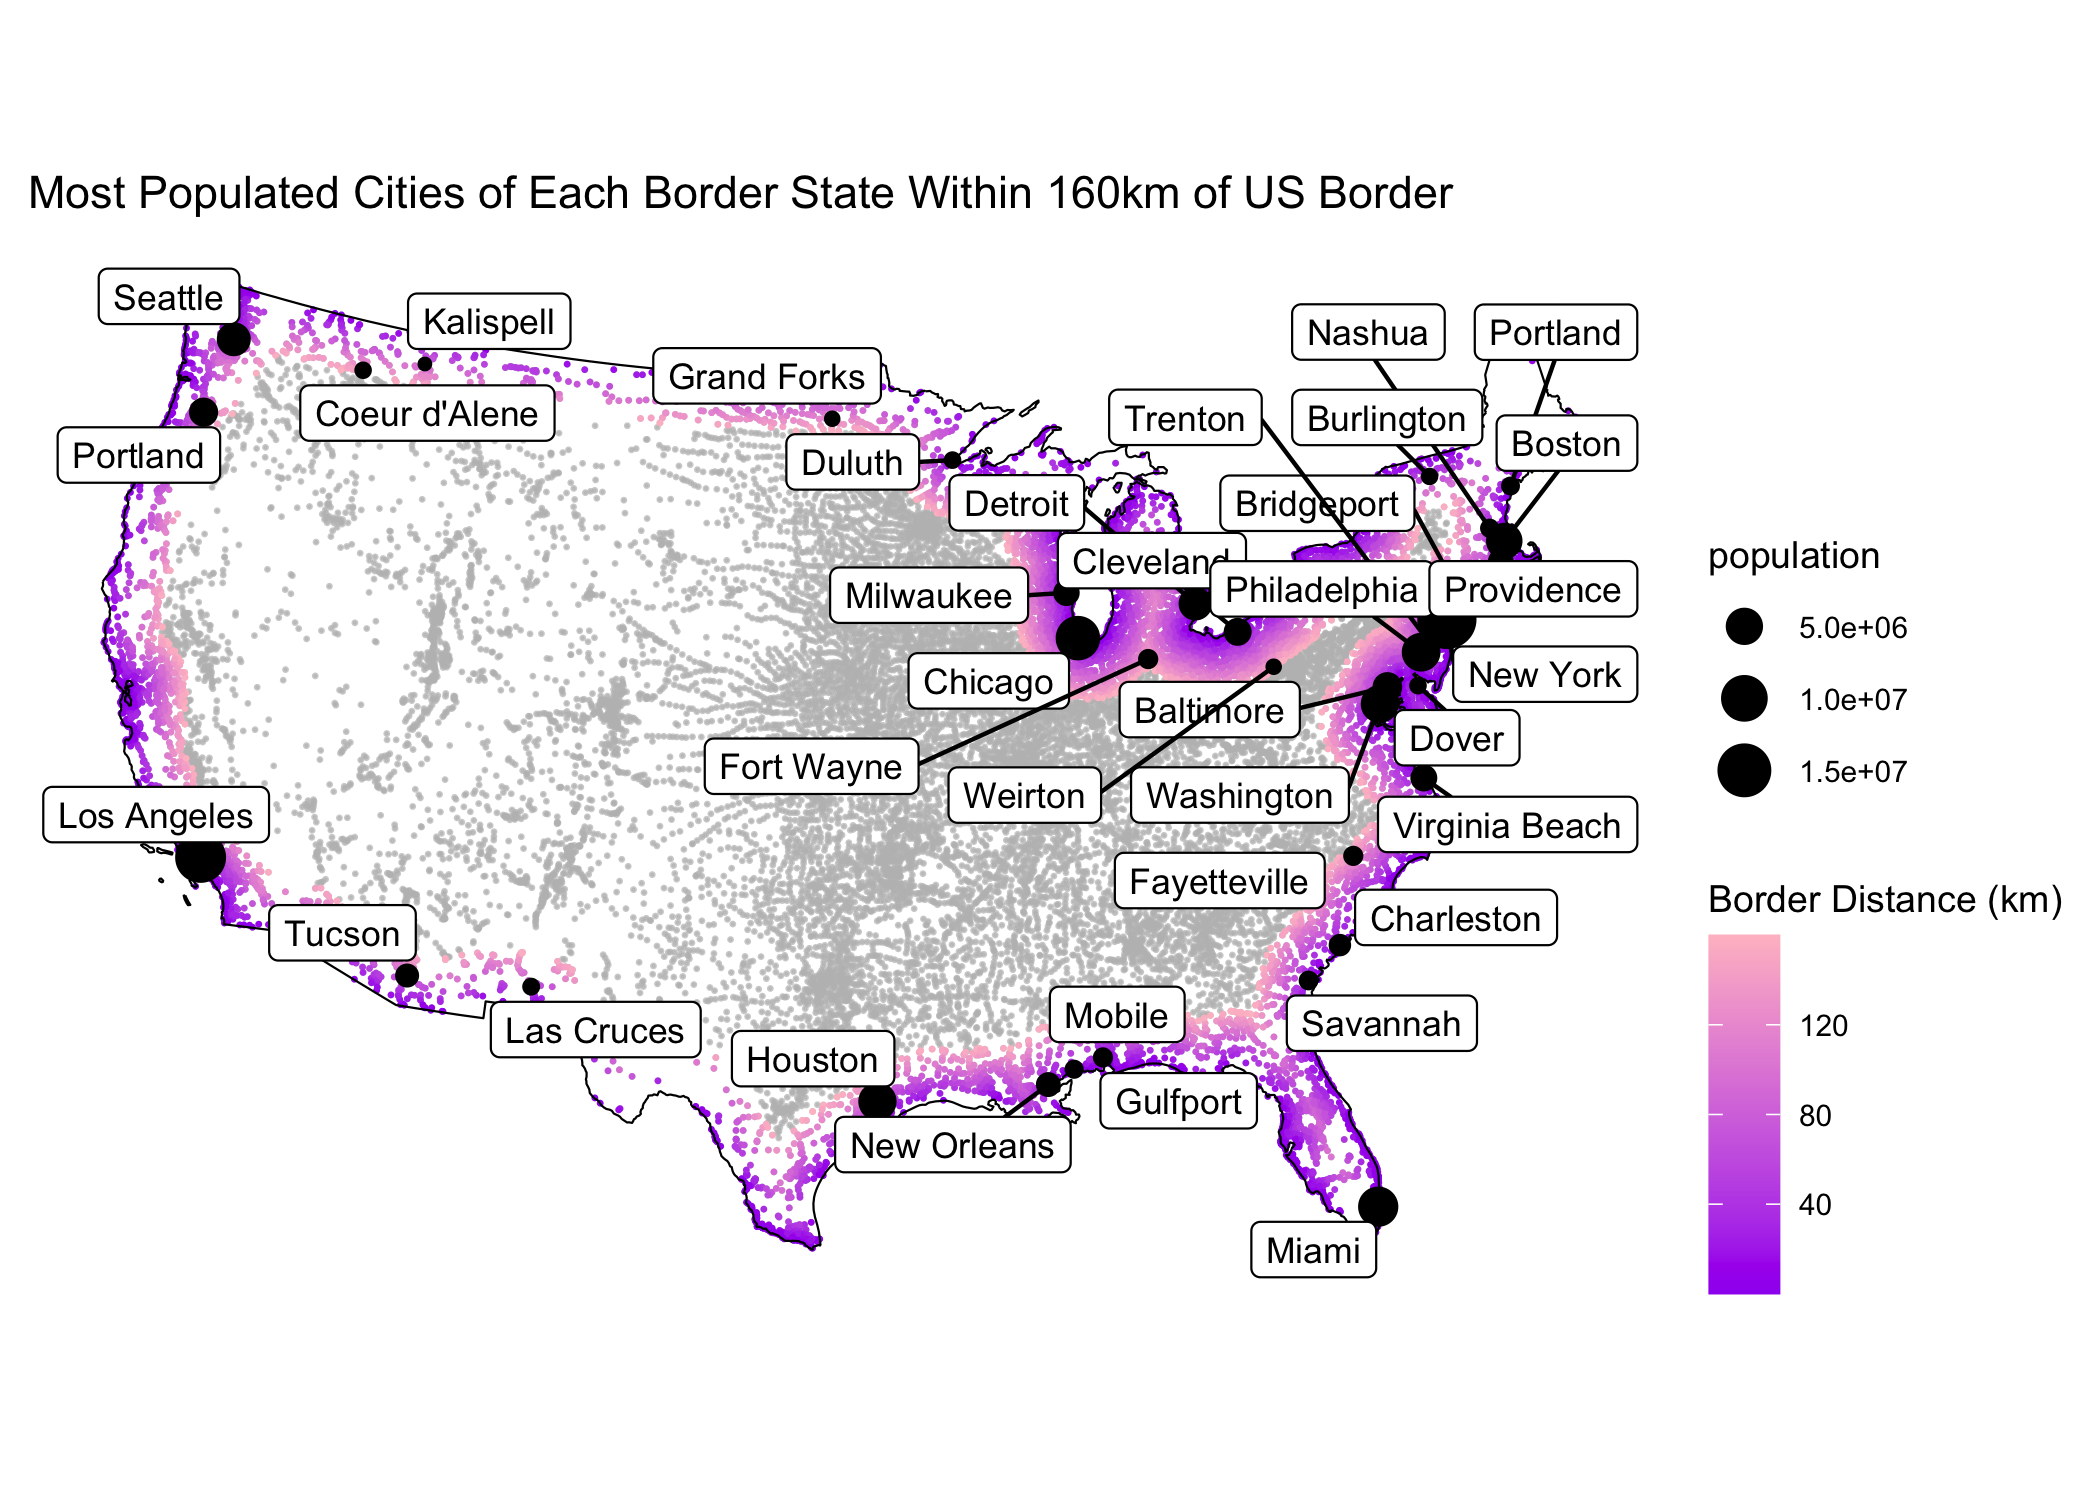 Most Populated Cities of Each Border State Within 160km of US Border
Seattle
Kalispell
Nashua
Portland
Grand Forks
Coeur d'Alene
Trenton
Burlington
Boston
Portland
Duluth
Detroit
Bridgeport
Cleveland
Milwaukee
Philadelphia
Providence
Chicago
New York
Baltimore
Dover
Fort Wayne
Weirton
Washington
Los Angeles
Virginia Beach
Fayetteville
Charleston
Tucson
Las Cruces
Mobile
Savannah
Houston
Gulfport
New Orleans
Miami
population
5.0e+06
1.0e+07
1.5e+07
Border Distance (km)
120
80
40